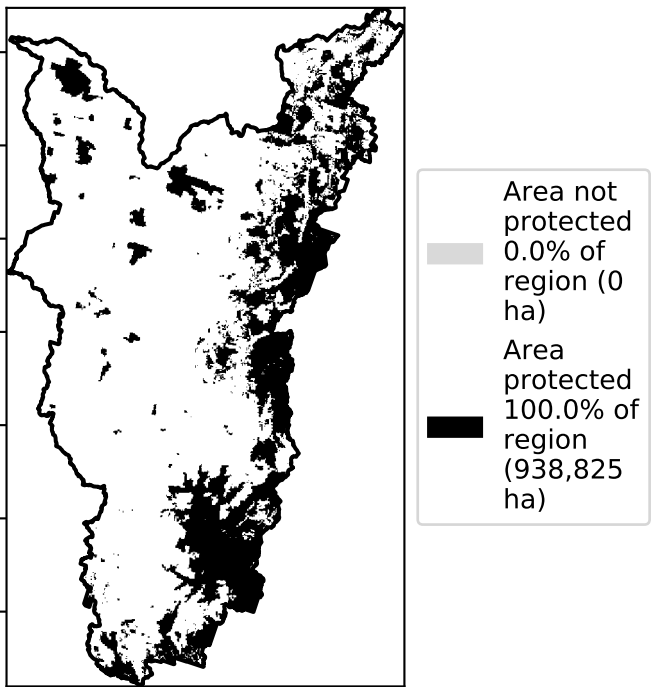 Area not
protected
0.0% of
region (0
ha)
Area
protected
100.0% of
region
(938,825
ha)